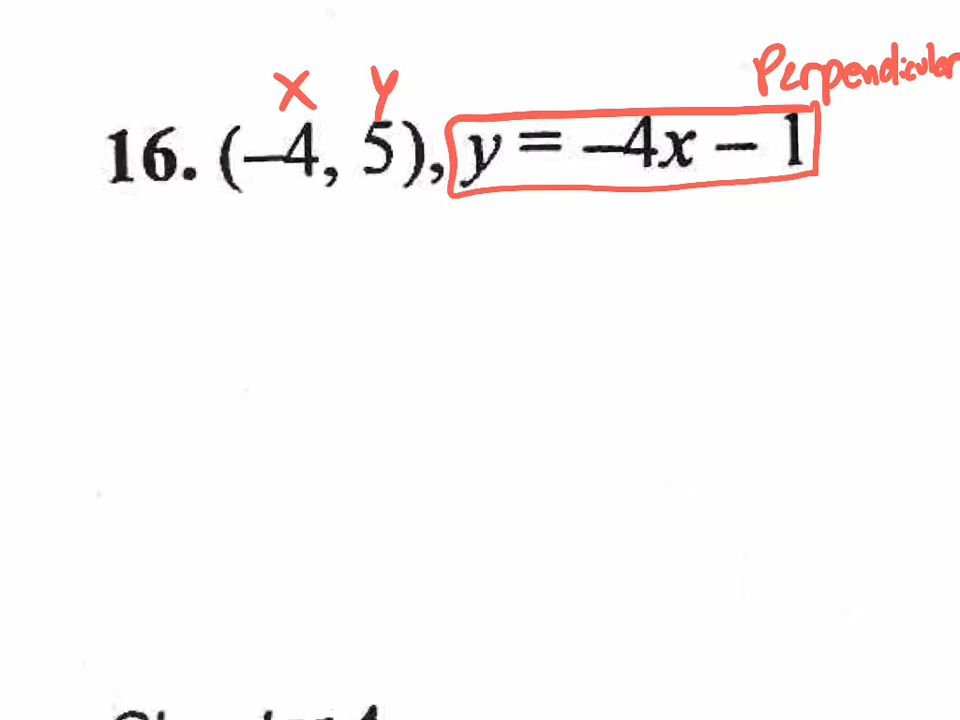 Perpendicular
x y
16. (–4, 5), y = –4x – 1